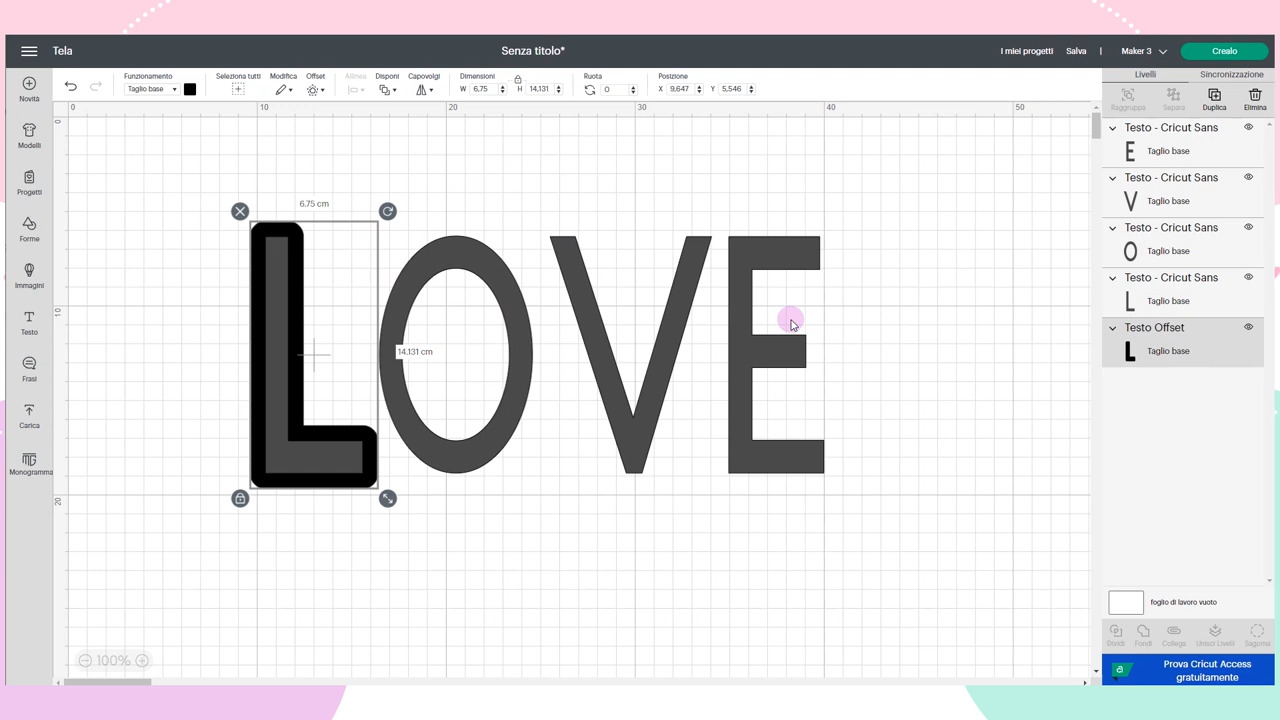 Tela
Senza titolo*
I miei progetti
Salva
|
Maker 3
Crealo
Funzionamento
Taglio base
Seleziona tutti
Modifica
Offset
Allinea
Disponi
Capovolgi
Dimensioni
W 6,75
H 14,131
Ruota
0
Posizione
X 9,647
Y 5,546
Livelli
Sincronizzazione
Raggruppa
Separa
Duplica
Elimina
Novità
Modelli
Progetti
Forme
Immagini
Testo
Frasi
Carica
Monogramma
0 10 20 30 40 50
0
10
20
6.75 cm
14.131 cm
LOVE
Testo - Cricut Sans
E Taglio base
Testo - Cricut Sans
V Taglio base
Testo - Cricut Sans
O Taglio base
Testo - Cricut Sans
L Taglio base
Testo Offset
L Taglio base
foglio di lavoro vuoto
Dividi
Fondi
Collega
Unisci Livelli
Sagoma
100%
a
Prova Cricut Access
gratuitamente